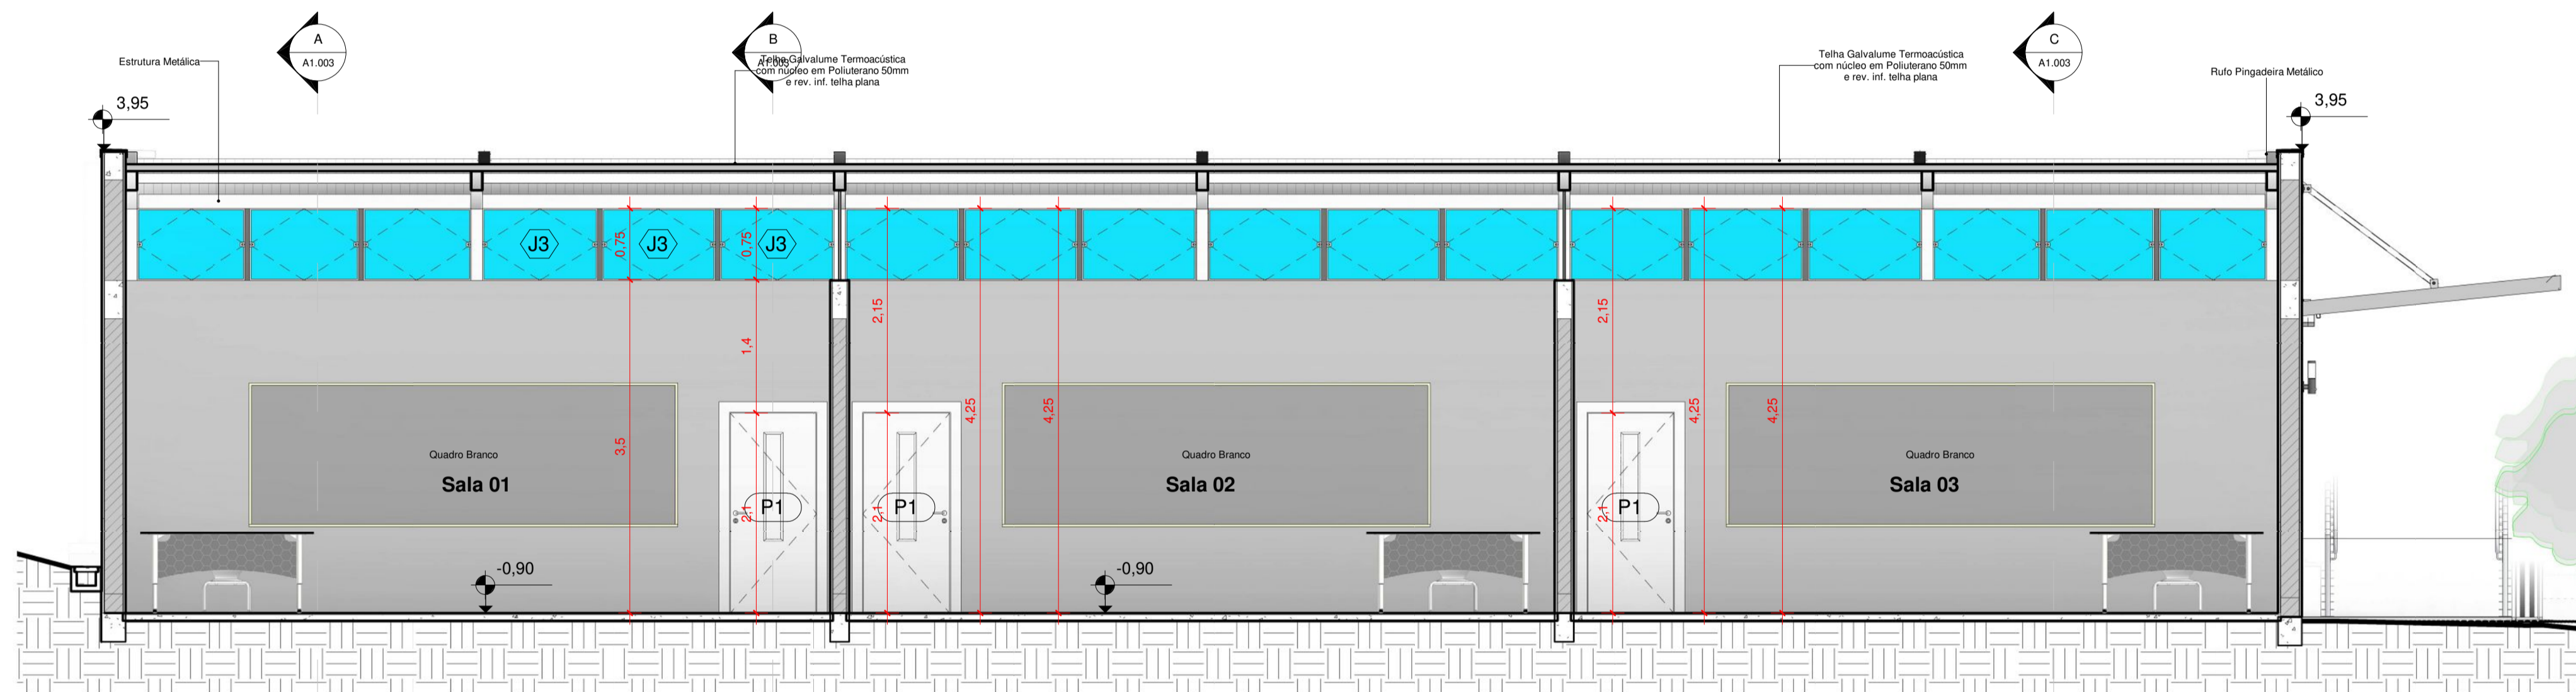 A
A1.003
B
A1.003
C
A1.003
Estrutura Metálica
Telha Galvalume Termoacústica
com núcleo em Poliuterano 50mm
e rev. inf. telha plana
Telha Galvalume Termoacústica
com núcleo em Poliuterano 50mm
e rev. inf. telha plana
Rufo Pingadeira Metálico
3,95
3,95
J3
0,75
J3
0,75
J3
2,15
2,15
1,4
3,5
4,25
4,25
4,25
4,25
Quadro Branco
Sala 01
Quadro Branco
Sala 02
Quadro Branco
Sala 03
2,1
P1
2,1
P1
2,1
P1
-0,90
-0,90